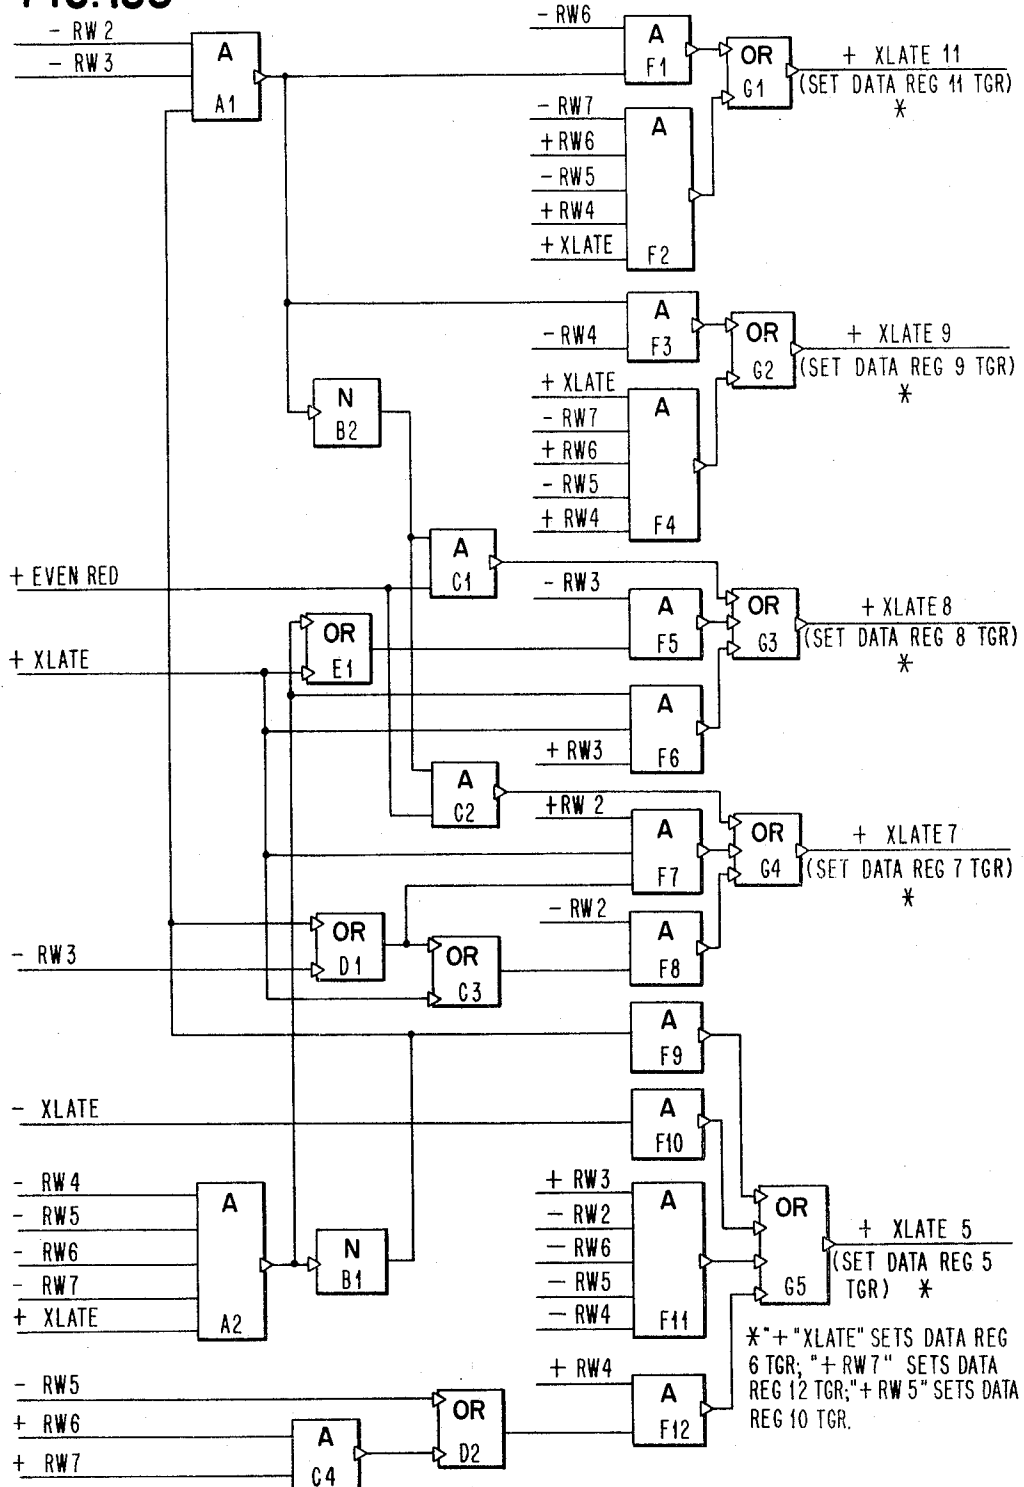 - RW 2
- RW 3
A
A1
- RW6
A
F1
OR
G1
+ XLATE 11
(SET DATA REG 11 TGR)
*
- RW7
+ RW6
- RW5
+ RW4
+ XLATE
A
F2
A
F3
- RW4
OR
G2
+ XLATE 9
(SET DATA REG 9 TGR)
*
N
B2
+ XLATE
- RW7
+ RW6
- RW5
+ RW4
A
F4
A
C1
+ EVEN RED
- RW3
A
F5
OR
G3
+ XLATE 8
(SET DATA REG 8 TGR)
*
OR
E1
+ XLATE
A
F6
+ RW3
A
C2
+RW 2
A
F7
OR
G4
+ XLATE 7
(SET DATA REG 7 TGR)
*
- RW2
A
F8
OR
D1
- RW3
OR
C3
A
F9
- XLATE
A
F10
- RW4
- RW5
- RW6
- RW7
+ XLATE
A
A2
N
B1
+ RW3
- RW2
- RW6
- RW5
- RW4
A
F11
OR
G5
+ XLATE 5
(SET DATA REG 5
TGR) *
*"+ "XLATE" SETS DATA REG
6 TGR; "+ RW7" SETS DATA
REG 12 TGR;"+ RW 5" SETS DATA
REG 10 TGR.
+ RW4
A
F12
- RW5
+ RW6
+ RW7
A
C4
OR
D2